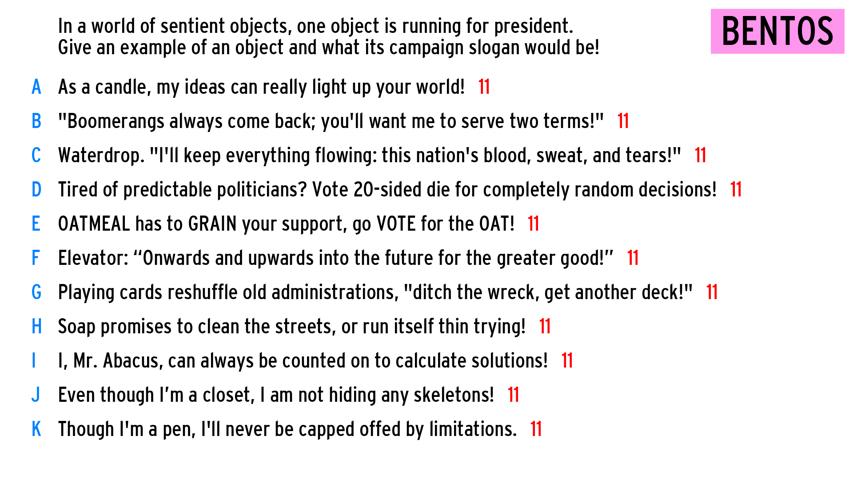 In a world of sentient objects, one object is running for president.
Give an example of an object and what its campaign slogan would be!
BENTOS
A As a candle, my ideas can really light up your world! 11
B "Boomerangs always come back; you'll want me to serve two terms!" 11
C Waterdrop. "I'll keep everything flowing: this nation's blood, sweat, and tears!" 11
D Tired of predictable politicians? Vote 20-sided die for completely random decisions! 11
E OATMEAL has to GRAIN your support, go VOTE for the OAT! 11
F Elevator: “Onwards and upwards into the future for the greater good!” 11
G Playing cards reshuffle old administrations, "ditch the wreck, get another deck!" 11
H Soap promises to clean the streets, or run itself thin trying! 11
I I, Mr. Abacus, can always be counted on to calculate solutions! 11
J Even though I’m a closet, I am not hiding any skeletons! 11
K Though I'm a pen, I'll never be capped offed by limitations. 11